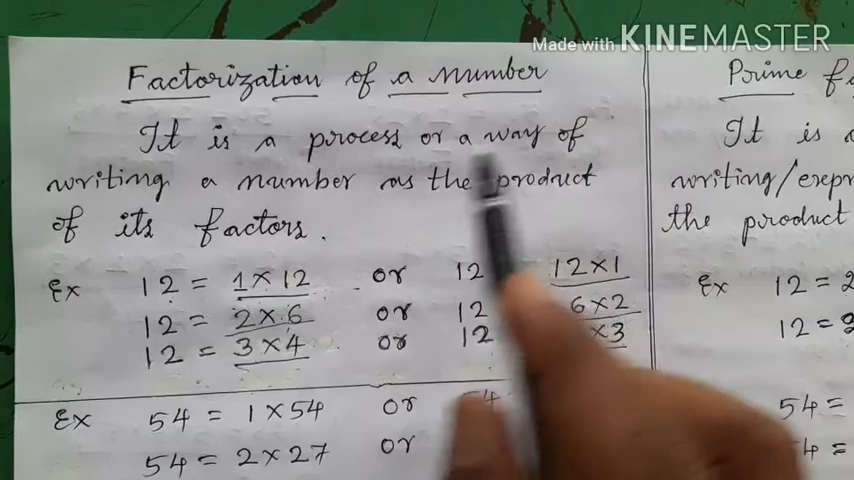 Made with KINEMASTER
Factorization of a number
It is a process or a way of
writing a number as the product
of its factors.
Ex 12 = 1 × 12 or 12 12 × 1
12 = 2 × 6 or 12 6 × 2
12 = 3 × 4 or 12 × 3
Ex 54 = 1 × 54 or 54
54 = 2 × 27 or
Prime
It is
writing/
the product
Ex 12 =
12 =
54 =
54 =